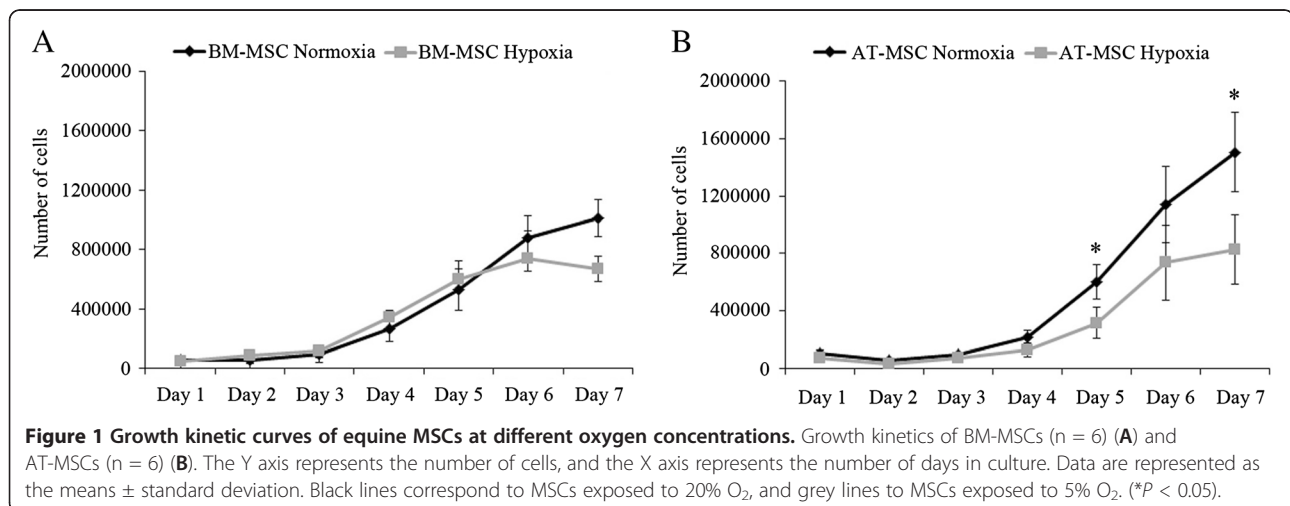 A
BM-MSC Normoxia BM-MSC Hypoxia
Number of cells
2000000
1600000
1200000
800000
400000
0
Day 1 Day 2 Day 3 Day 4 Day 5 Day 6 Day 7
B
AT-MSC Normoxia AT-MSC Hypoxia
Number of cells
2000000
1600000
1200000
800000
400000
0
*
*
Day 1 Day 2 Day 3 Day 4 Day 5 Day 6 Day 7
Figure 1 Growth kinetic curves of equine MSCs at different oxygen concentrations. Growth kinetics of BM-MSCs (n = 6) (A) and
AT-MSCs (n = 6) (B). The Y axis represents the number of cells, and the X axis represents the number of days in culture. Data are represented as
the means ± standard deviation. Black lines correspond to MSCs exposed to 20% O₂, and grey lines to MSCs exposed to 5% O₂. (*P < 0.05).